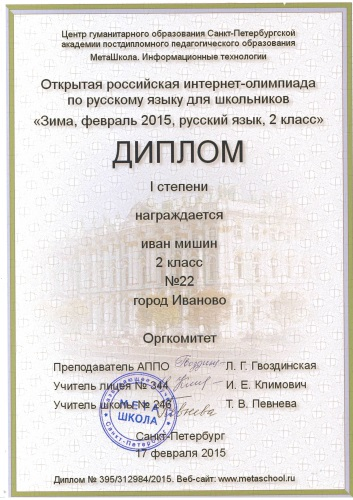 Центр гуманитарного образования Санкт-Петербургской
академии постдипломного педагогического образования
МетаШкола. Информационные технологии
Открытая российская интернет-олимпиада
по русскому языку для школьников
«Зима, февраль 2015, русский язык, 2 класс»
ДИПЛОМ
I степени
награждается
иван мишин
2 класс
№22
город Иваново
Оргкомитет
Преподаватель АППО Л. Г. Гвоздинская
Учитель лицея № 344 И. Е. Климович
Учитель школы № 246 Т. В. Певнева
МЕТА
ШКОЛА
Санкт-Петербург
17 февраля 2015
Диплом № 395/312984/2015. Веб-сайт: www.metaschool.ru